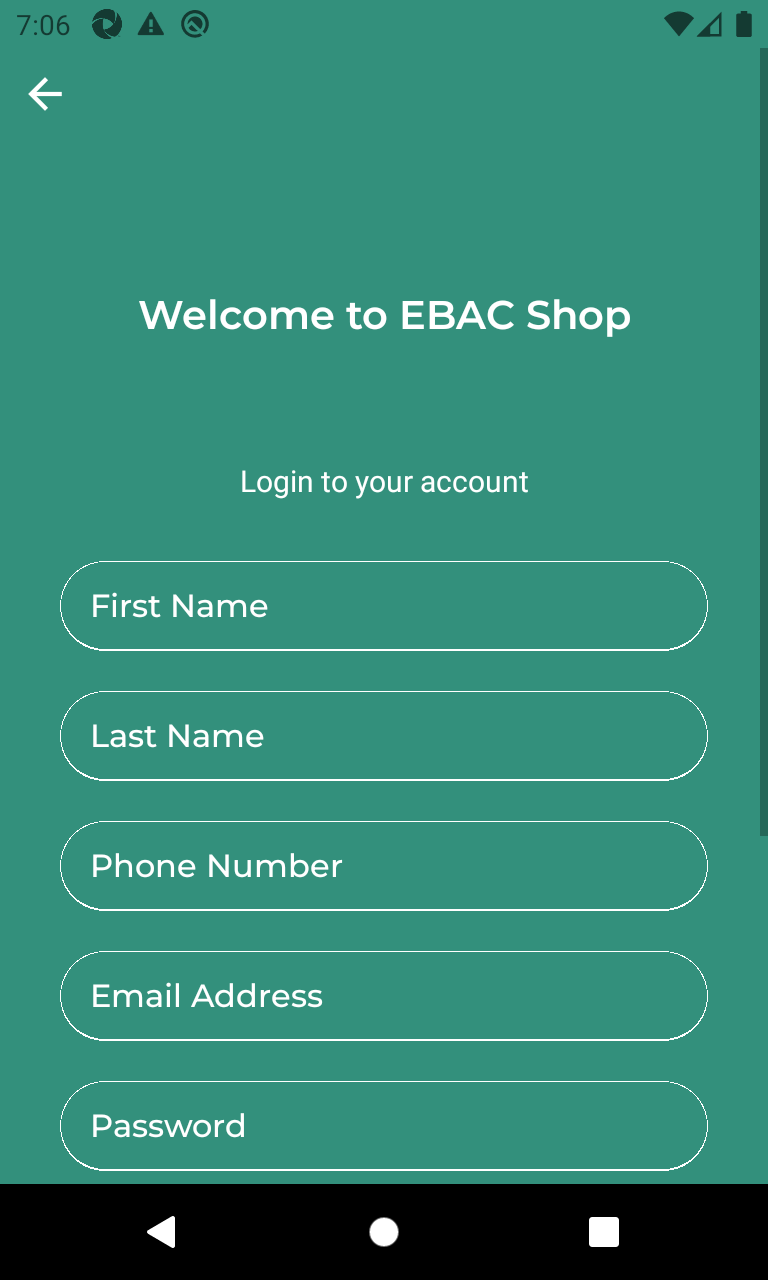 7:06
Welcome to EBAC Shop
Login to your account
First Name
Last Name
Phone Number
Email Address
Password